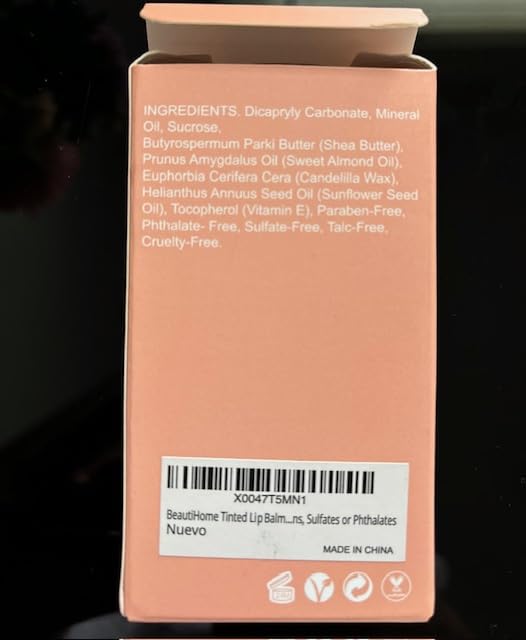 INGREDIENTS. Dicapryly Carbonate, Mineral
Oil, Sucrose,
Butyrospermum Parki Butter (Shea Butter),
Prunus Amygdalus Oil (Sweet Almond Oil),
Euphorbia Cerifera Cera (Candelilla Wax),
Helianthus Annuus Seed Oil (Sunflower Seed
Oil), Tocopherol (Vitamin E), Paraben-Free,
Phthalate- Free, Sulfate-Free, Talc-Free,
Cruelty-Free.
X0047T5MN1
BeautiHome Tinted Lip Balm...ns, Sulfates or Phthalates
Nuevo
MADE IN CHINA